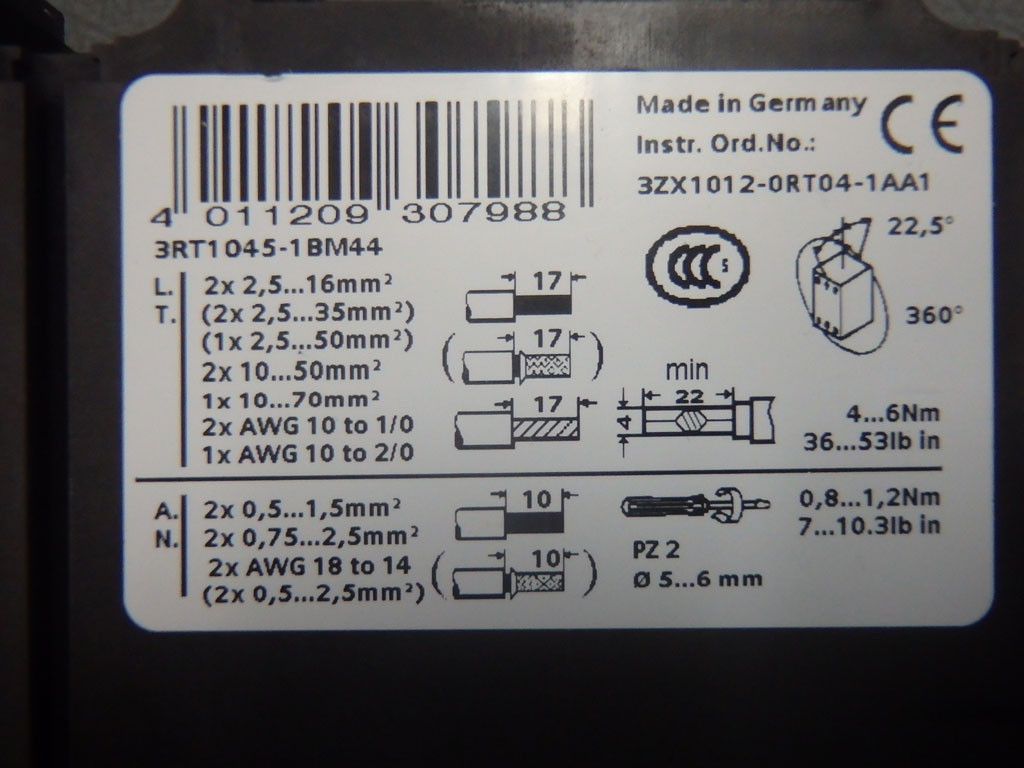 Made in Germany
CE
Instr. Ord.No.:
3ZX1012-0RT04-1AA1
4 011209 307988
3RT1045-1BM44
22,5°
CCC S
360°
L. 2x 2,5...16mm² 17
T. (2x 2,5...35mm²)
(1x 2,5...50mm²) ( 17 )
2x 10...50mm²
min
1x 10...70mm² 17 22
4
2x AWG 10 to 1/0 4...6Nm
1x AWG 10 to 2/0 36...53lb in
A. 2x 0,5...1,5mm² 10 0,8...1,2Nm
N. 2x 0,75...2,5mm² 7...10.3lb in
PZ 2
2x AWG 18 to 14 ( 10 )
(2x 0,5...2,5mm²) Ø 5...6 mm